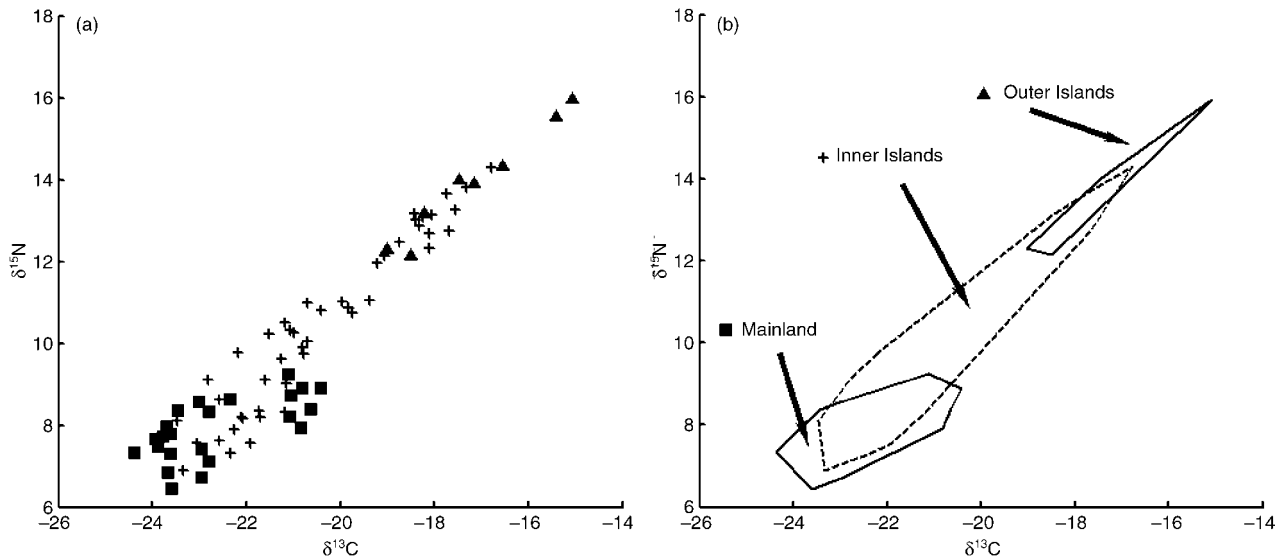 (a)
18
16
14
12
10
8
6
δ15N
−26 −24 −22 −20 −18 −16 −14
δ13C
(b)
18
16
14
12
10
8
6
δ15N
Outer Islands
Inner Islands
Mainland
−26 −24 −22 −20 −18 −16 −14
δ13C